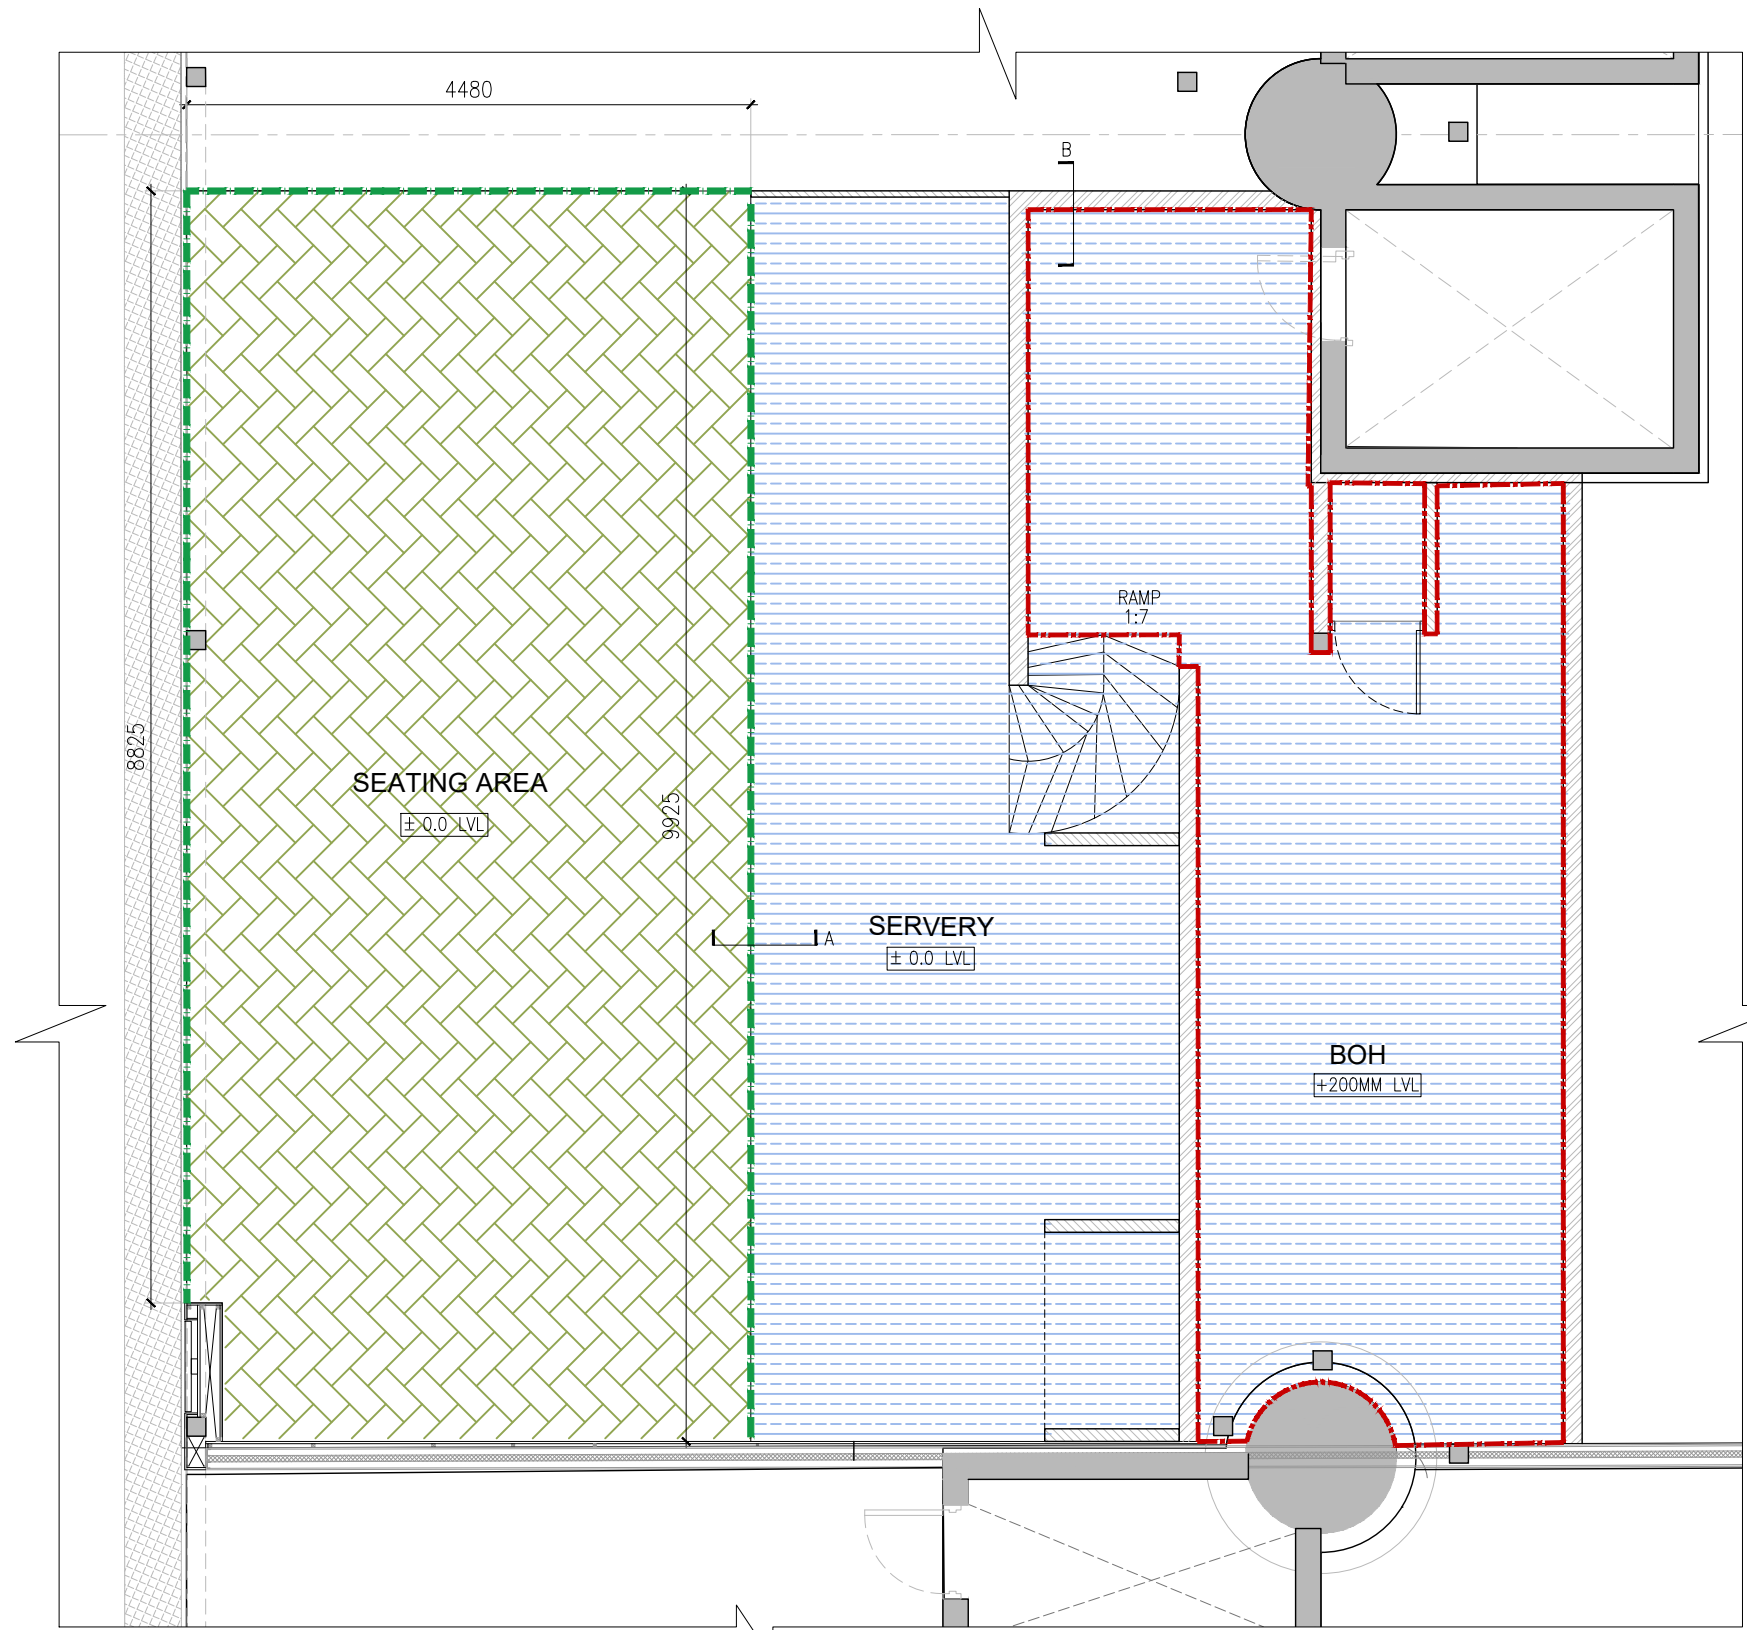 4480
B
RAMP
1:7
8825
SEATING AREA
± 0.0 LVL
9925
SERVERY
A
± 0.0 LVL
BOH
+200MM LVL